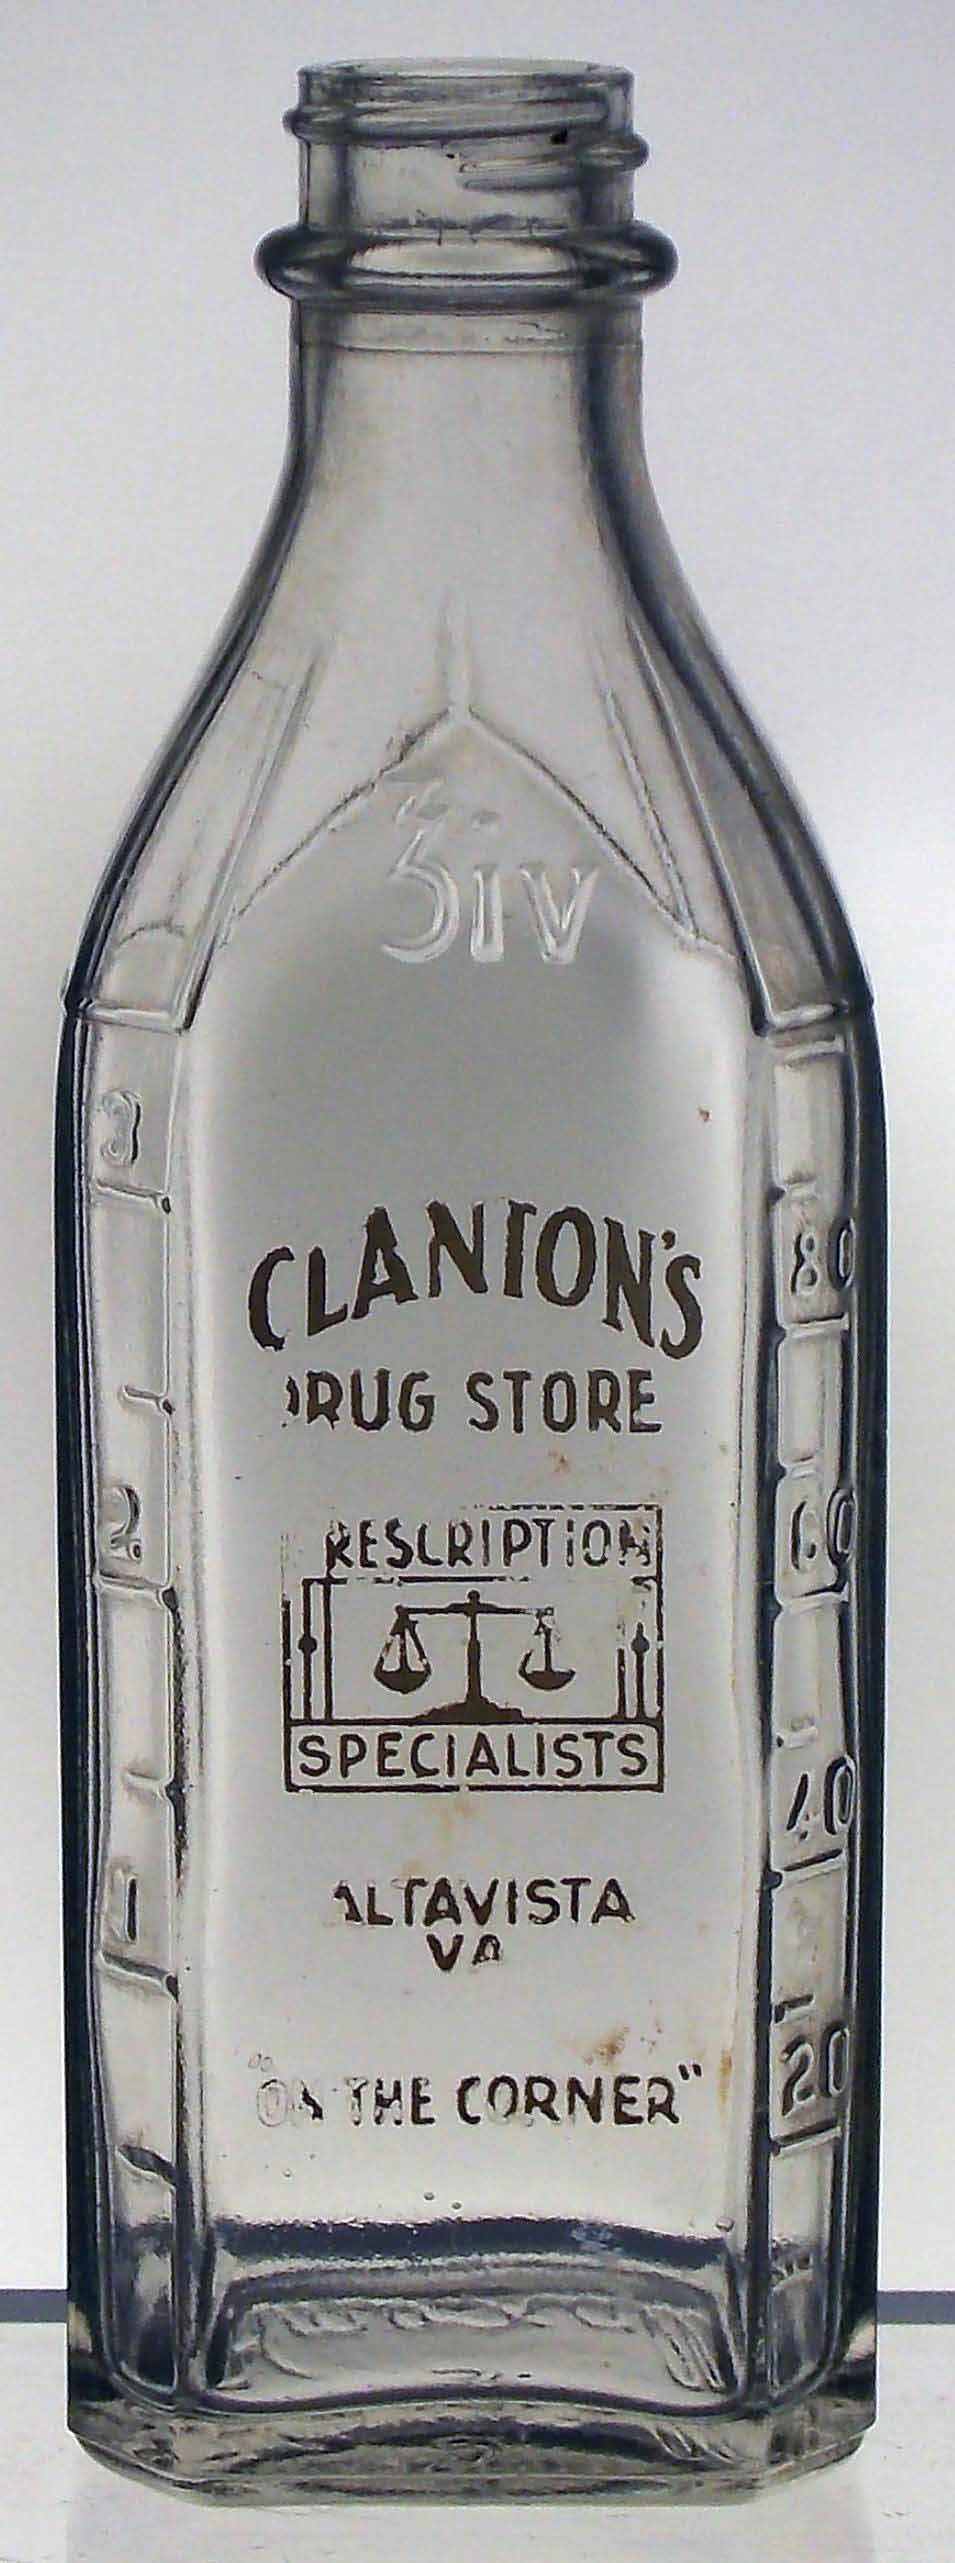 ℥iv
3
80
CLANTON'S
DRUG STORE
2
60
PRESCRIPTION
SPECIALISTS
40
1
ALTAVISTA
VA
20
"ON THE CORNER"